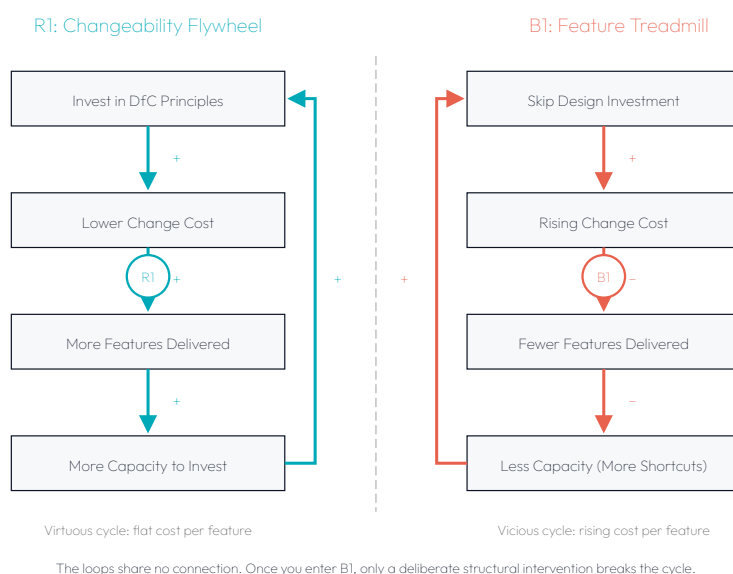 R1: Changeability Flywheel
Invest in DfC Principles
+
Lower Change Cost
R1
+
More Features Delivered
+
More Capacity to Invest
+
Virtuous cycle: flat cost per feature
B1: Feature Treadmill
Skip Design Investment
+
Rising Change Cost
B1
−
Fewer Features Delivered
−
Less Capacity (More Shortcuts)
+
Vicious cycle: rising cost per feature
The loops share no connection. Once you enter B1, only a deliberate structural intervention breaks the cycle.